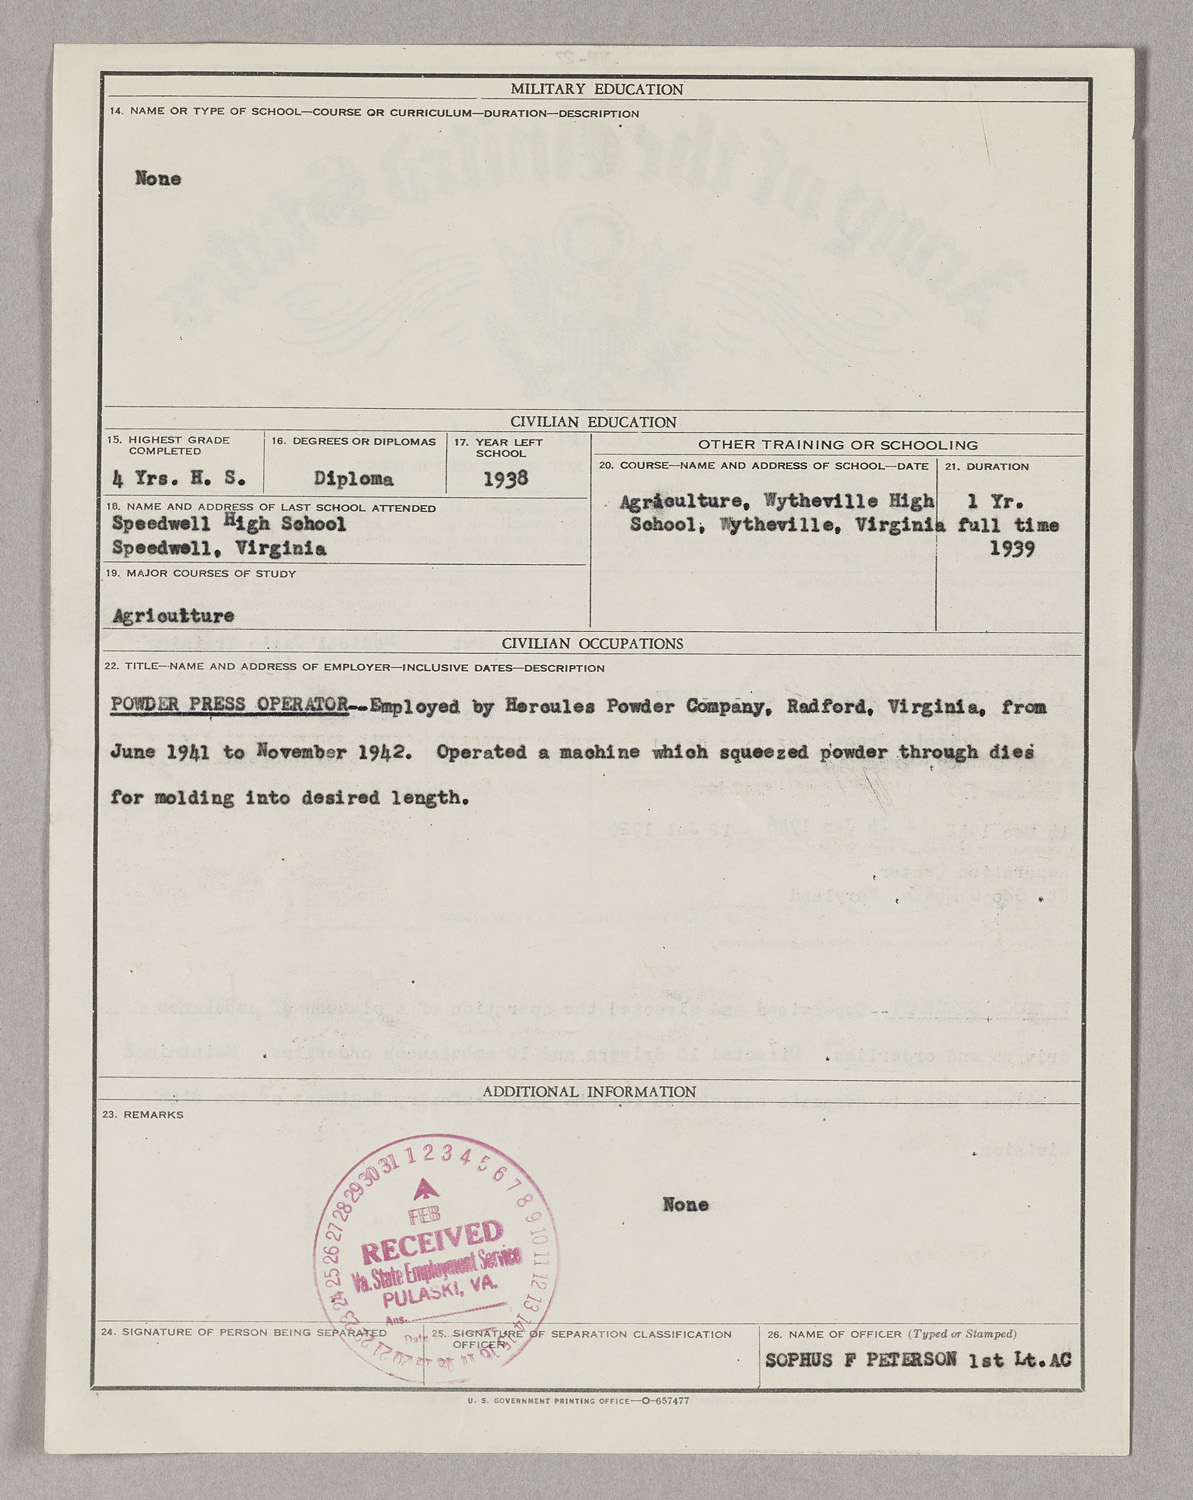 MILITARY EDUCATION
14. NAME OR TYPE OF SCHOOL—COURSE OR CURRICULUM—DURATION—DESCRIPTION
None
CIVILIAN EDUCATION
15. HIGHEST GRADE COMPLETED
4 Yrs. H. S.
16. DEGREES OR DIPLOMAS
Diploma
17. YEAR LEFT SCHOOL
1938
18. NAME AND ADDRESS OF LAST SCHOOL ATTENDED
Speedwell High School
Speedwell, Virginia
19. MAJOR COURSES OF STUDY
Agriculture
OTHER TRAINING OR SCHOOLING
20. COURSE—NAME AND ADDRESS OF SCHOOL—DATE
Agriculture, Wytheville High
School, Wytheville, Virginia
21. DURATION
1 Yr.
full time
1939
CIVILIAN OCCUPATIONS
22. TITLE—NAME AND ADDRESS OF EMPLOYER—INCLUSIVE DATES—DESCRIPTION
POWDER PRESS OPERATOR--Employed by Hercules Powder Company, Radford, Virginia, from
June 1941 to November 1942. Operated a machine which squeezed powder through dies
for molding into desired length.
ADDITIONAL INFORMATION
23. REMARKS
None
1 2 3 4 5 6 7 8 9 10 11 12 13 14 15 16 21 22 23 24 25 26 27 28 29 30 31
FEB
RECEIVED
Va. State Employment Service
PULASKI, VA.
Ans.
Date
24. SIGNATURE OF PERSON BEING SEPARATED
25. SIGNATURE OF SEPARATION CLASSIFICATION OFFICER
26. NAME OF OFFICER (Typed or Stamped)
SOPHUS F PETERSON 1st Lt.AC
U. S. GOVERNMENT PRINTING OFFICE—O-657477